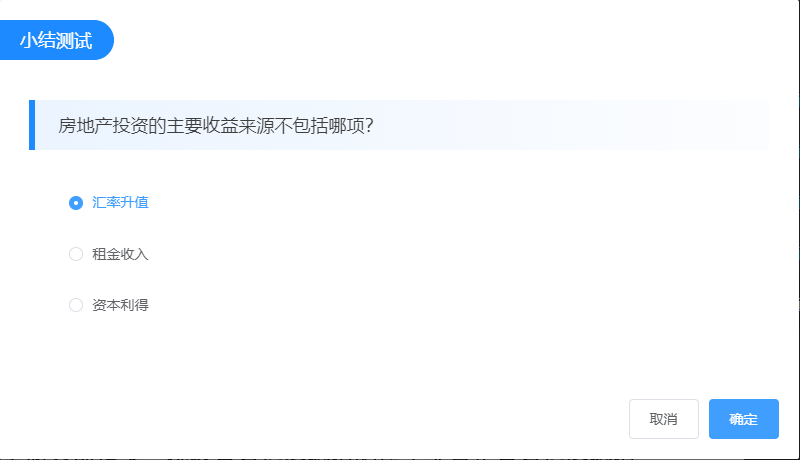 小结测试
房地产投资的主要收益来源不包括哪项？
汇率升值
租金收入
资本利得
取消
确定